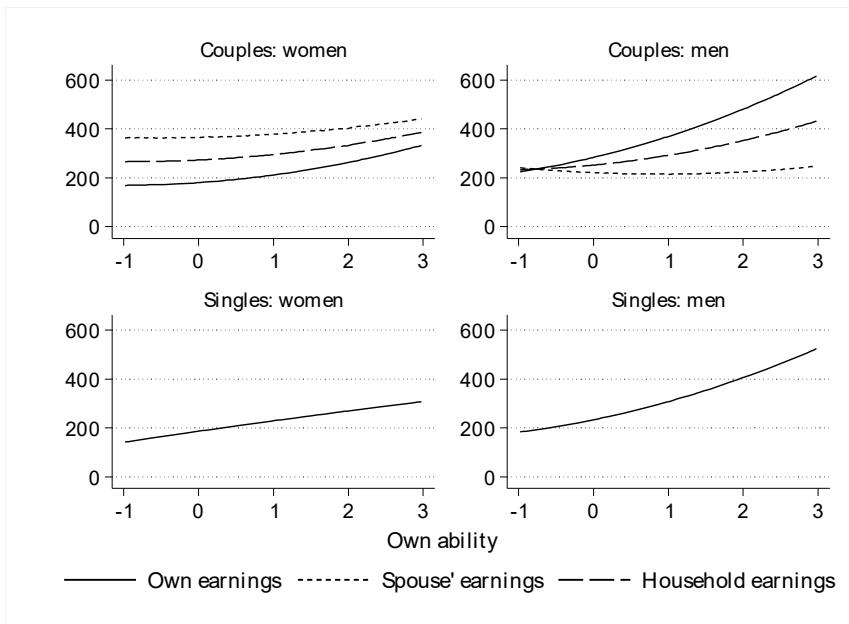 Couples: women
Couples: men
600
400
200
0
-1 0 1 2 3
600
400
200
0
-1 0 1 2 3
Singles: women
Singles: men
600
400
200
0
-1 0 1 2 3
600
400
200
0
-1 0 1 2 3
Own ability
Own earnings Spouse' earnings Household earnings